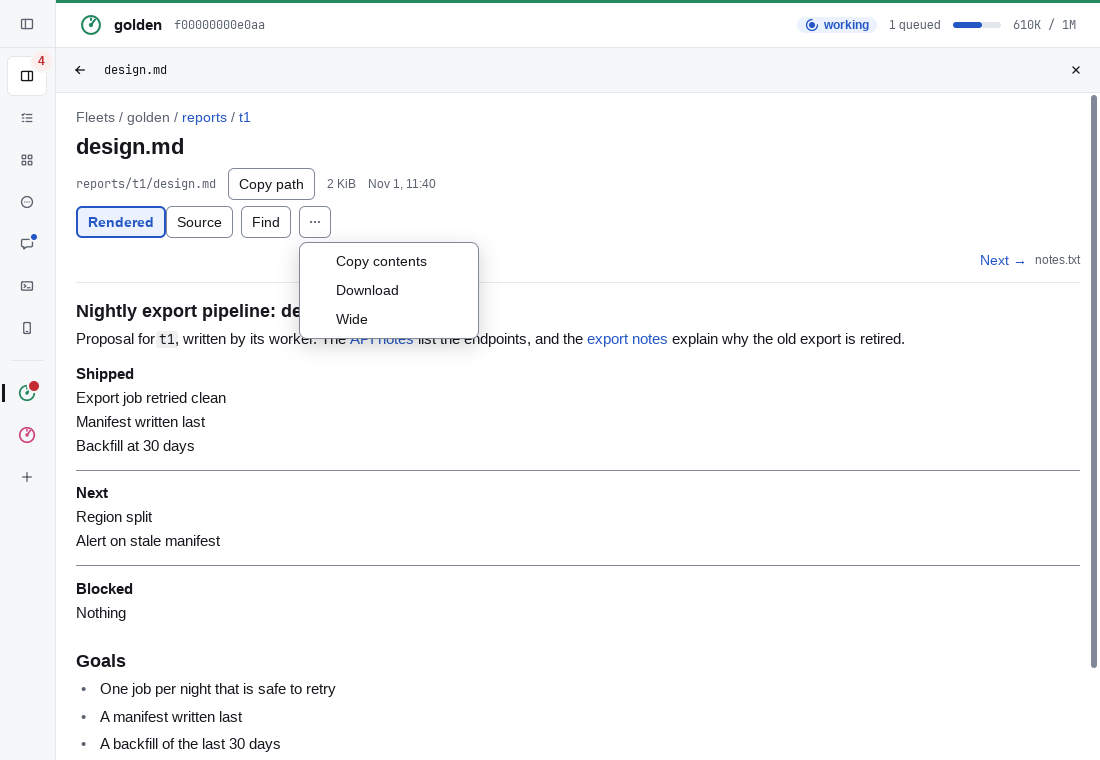 golden f00000000e0aa working 1 queued 610K / 1M
4
design.md
Fleets / golden / reports / t1
design.md
reports/t1/design.md Copy path 2 KiB Nov 1, 11:40
Rendered Source Find ···
Copy contents
Download
Wide
Next → notes.txt
Nightly export pipeline: de
Proposal for t1, written by its worker. The API notes list the endpoints, and the export notes explain why the old export is retired.
Shipped
Export job retried clean
Manifest written last
Backfill at 30 days
Next
Region split
Alert on stale manifest
Blocked
Nothing
Goals
• One job per night that is safe to retry
• A manifest written last
• A backfill of the last 30 days